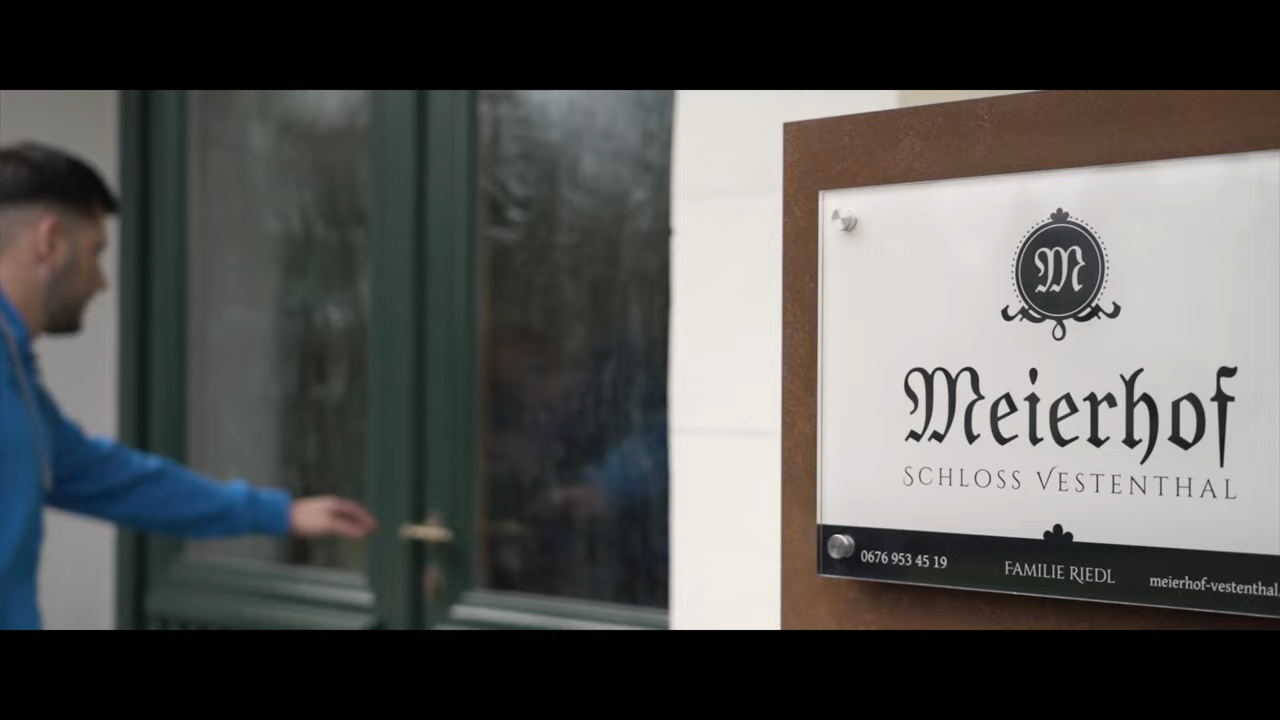 M
Meierhof
SCHLOSS VESTENTHAL
0676 953 45 19
FAMILIE RIEDL
meierhof-vestenthal.